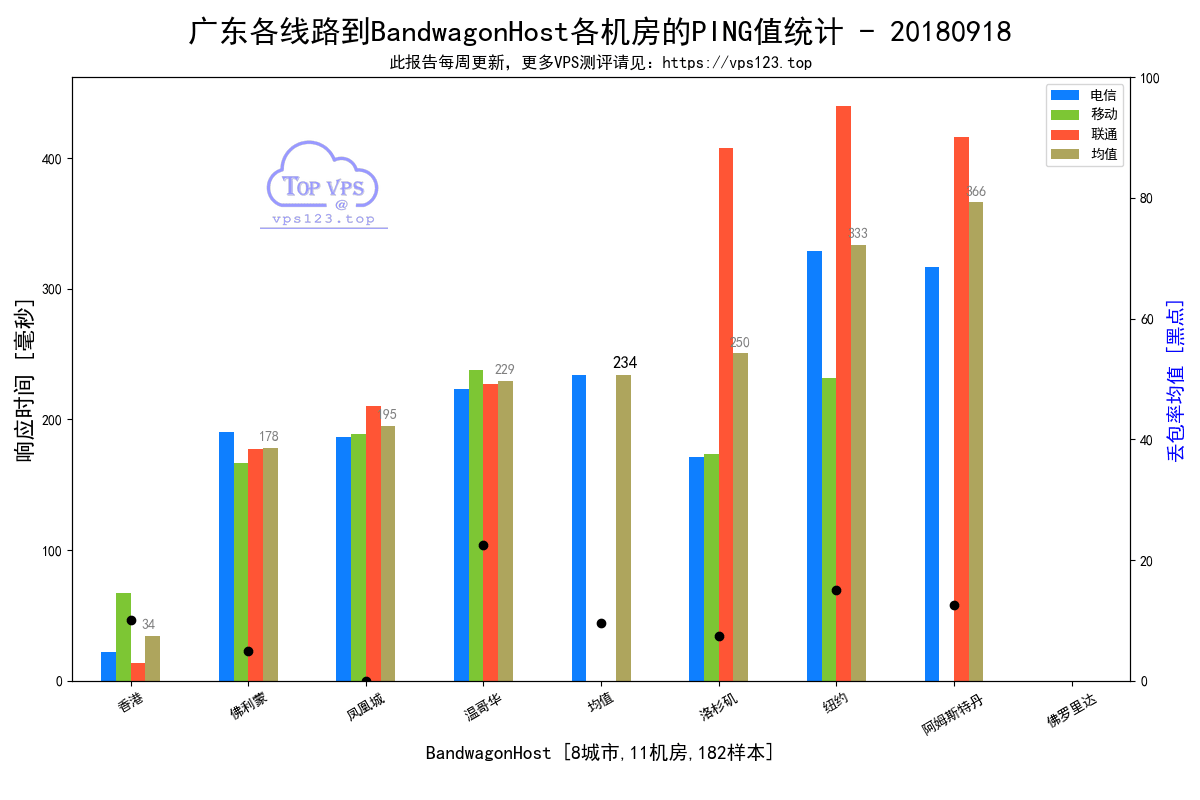 广东各线路到BandwagonHost各机房的PING值统计 - 20180918
此报告每周更新，更多VPS测评请见：https://vps123.top
电信
移动
联通
均值
TOP VPS
@
vps123.top
响应时间 [毫秒]
400
300
200
100
0
34
178
195
229
234
250
333
366
100
80
60
40
20
0
丢包率均值 [黑点]
香港
佛利蒙
凤凰城
温哥华
均值
洛杉矶
纽约
阿姆斯特丹
佛罗里达
BandwagonHost [8城市,11机房,182样本]